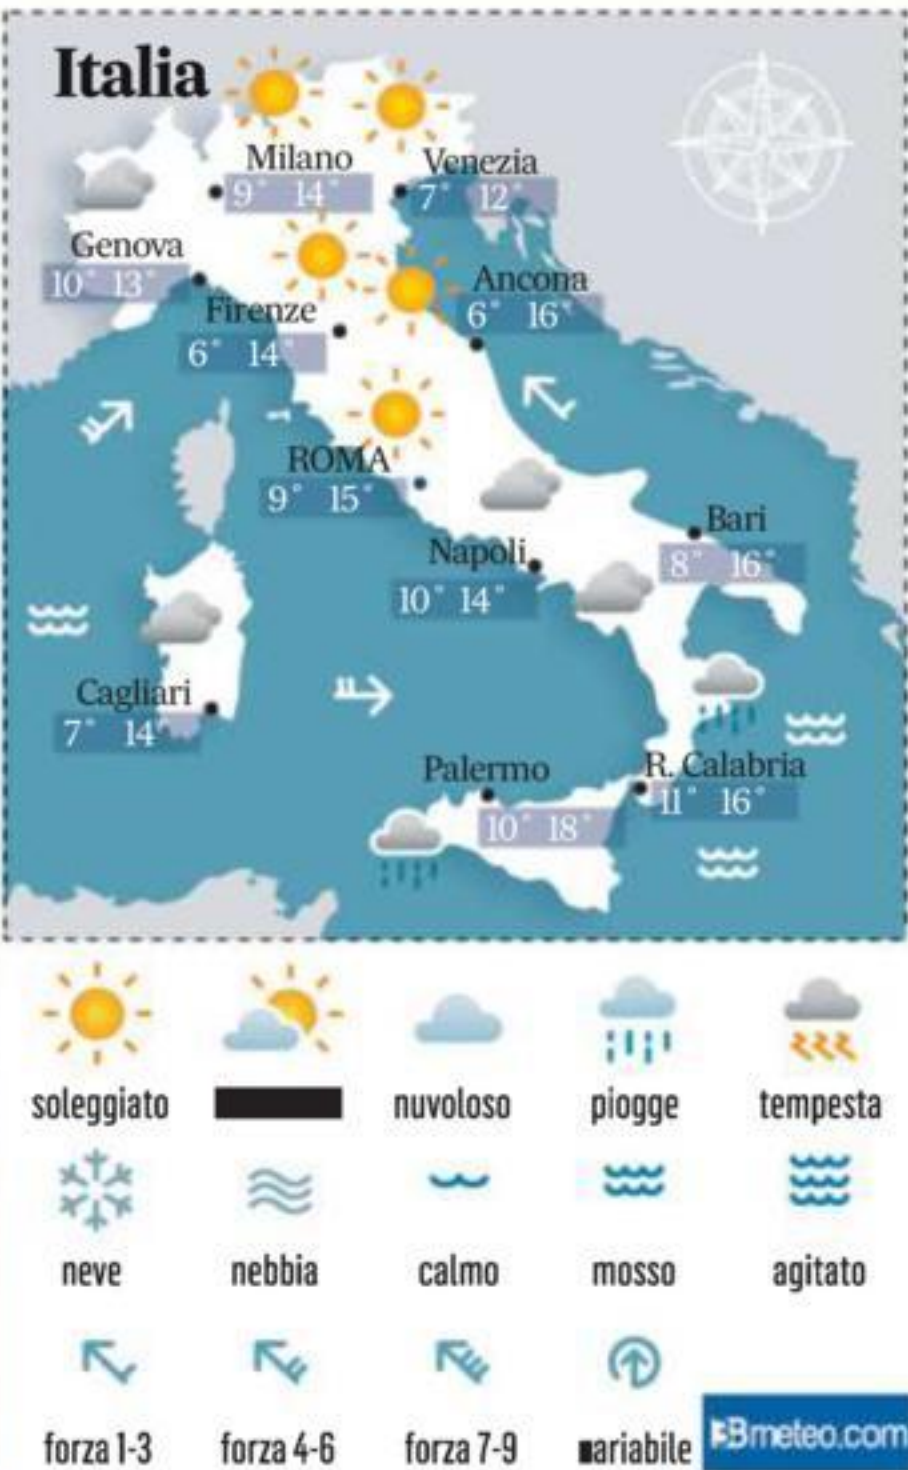 Italia
Milano
9° 14°
Venezia
7° 12°
Genova
10° 13°
Ancona
6° 16°
Firenze
6° 14°
ROMA
9° 15°
Bari
8° 16°
Napoli
10° 14°
Cagliari
7° 14°
Palermo
10° 18°
R. Calabria
11° 16°
soleggiato
nuvoloso
piogge
tempesta
neve
nebbia
calmo
mosso
agitato
forza 1-3
forza 4-6
forza 7-9
ariabile
3Bmeteo.com